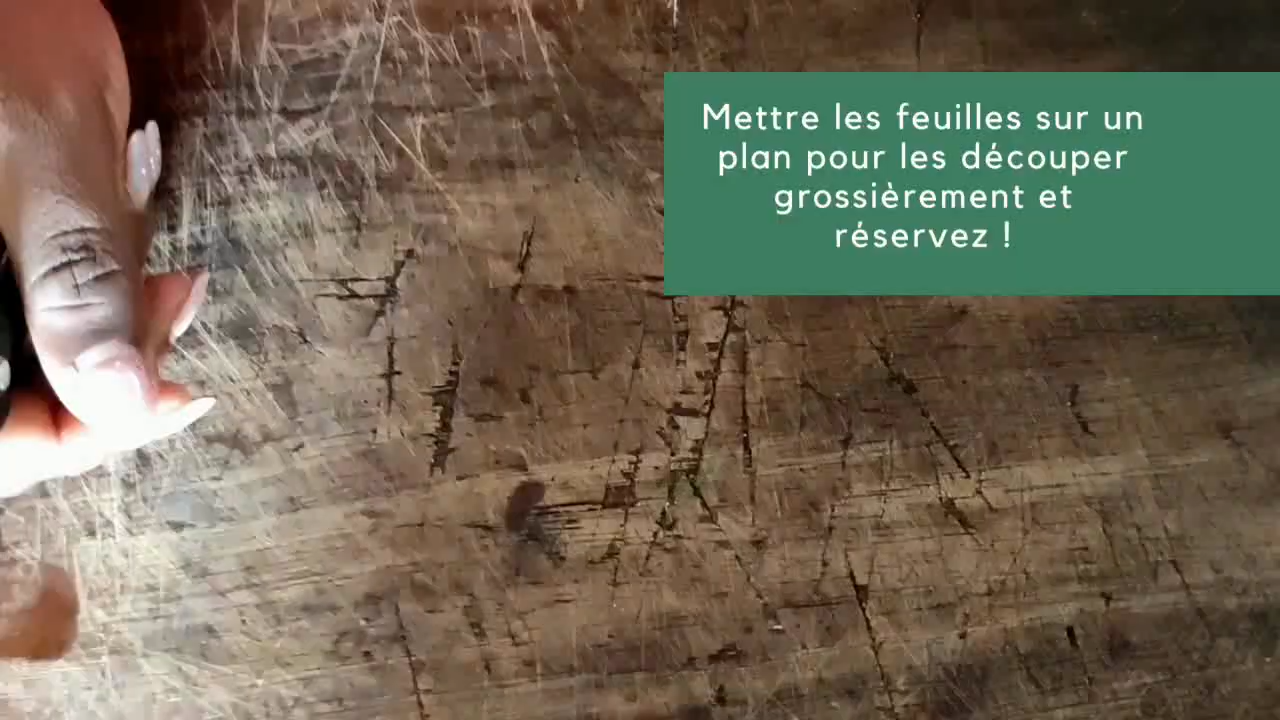 Mettre les feuilles sur un
plan pour les découper
grossièrement et
réservez !